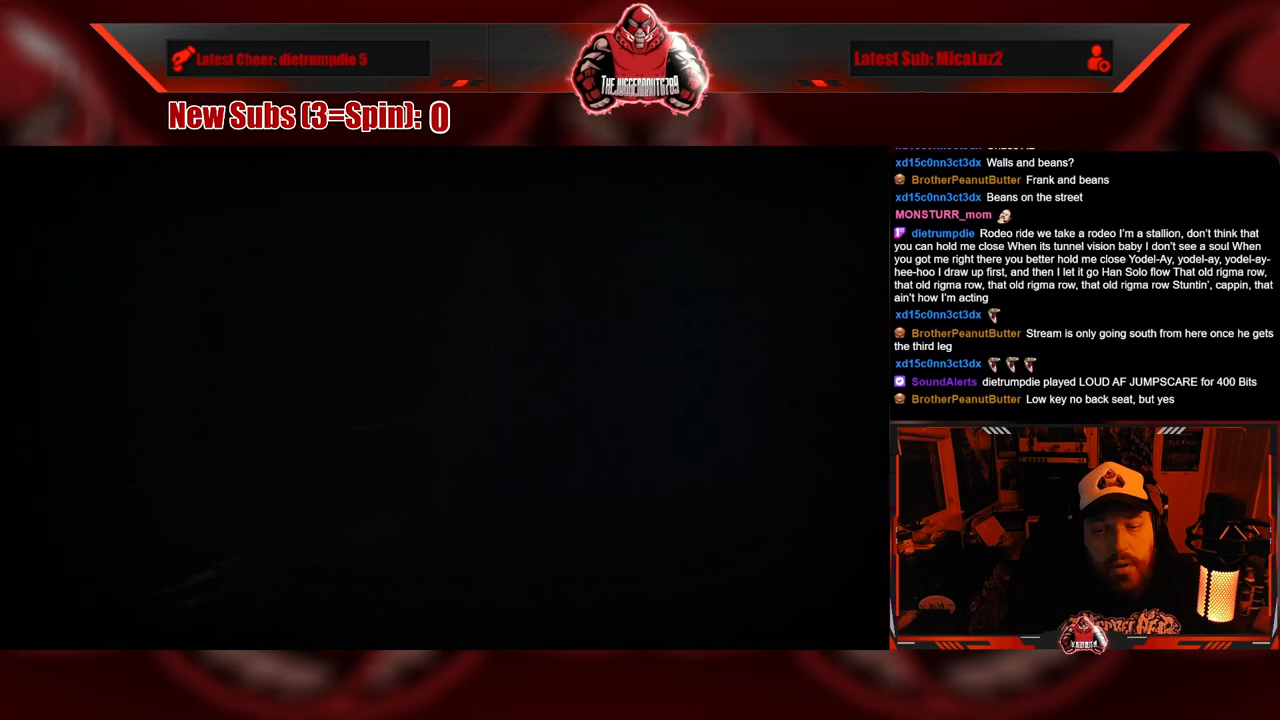 Latest Cheer: dietrumpdie 5
THEJUGGERNAUT6789
Latest Sub: MicaLuz2
New Subs (3=Spin): 0
xd15c0nn3ct3dx Walls and beans?
BrotherPeanutButter Frank and beans
xd15c0nn3ct3dx Beans on the street
MONSTURR_mom
dietrumpdie Rodeo ride we take a rodeo I'm a stallion, don't think that
you can hold me close When its tunnel vision baby I don't see a soul When
you got me right there you better hold me close Yodel-Ay, yodel-ay, yodel-ay-
hee-hoo I draw up first, and then I let it go Han Solo flow That old rigma row,
that old rigma row, that old rigma row, that old rigma row Stuntin', cappin, that
ain't how I'm acting
xd15c0nn3ct3dx
BrotherPeanutButter Stream is only going south from here once he gets
the third leg
xd15c0nn3ct3dx
SoundAlerts dietrumpdie played LOUD AF JUMPSCARE for 400 Bits
BrotherPeanutButter Low key no back seat, but yes